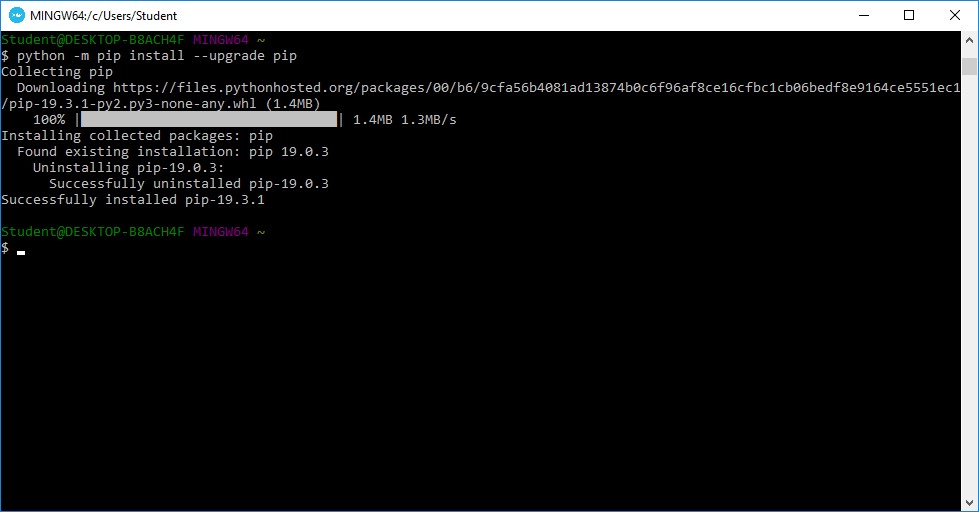 MINGW64:/c/Users/Student
Student@DESKTOP-B8ACH4F MINGW64 ~
$ python -m pip install --upgrade pip
Collecting pip
  Downloading https://files.pythonhosted.org/packages/00/b6/9cfa56b4081ad13874b0c6f96af8ce16cfbc1cb06bedf8e9164ce5551ec1
/pip-19.3.1-py2.py3-none-any.whl (1.4MB)
    100% |████████████████████████████████| 1.4MB 1.3MB/s
Installing collected packages: pip
  Found existing installation: pip 19.0.3
    Uninstalling pip-19.0.3:
      Successfully uninstalled pip-19.0.3
Successfully installed pip-19.3.1
Student@DESKTOP-B8ACH4F MINGW64 ~
$